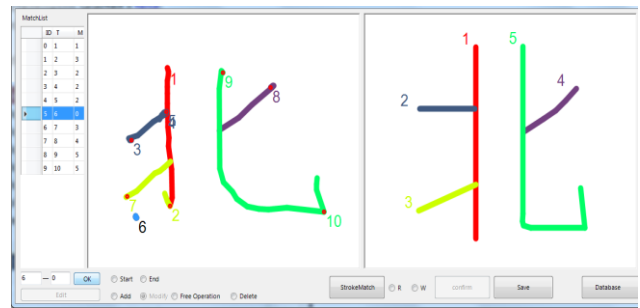 MatchList
ID T M
0 1 1
1 2 3
2 3 2
3 4 2
4 5 2
5 6 0
6 7 3
7 8 4
8 9 5
9 10 5
6 — 0 OK
Edit
1
9
8
3
7
2
6
10
1
5
4
2
3
Start End
Add Modify Free Operation Delete
StrokeMatch R W confirm Save Database